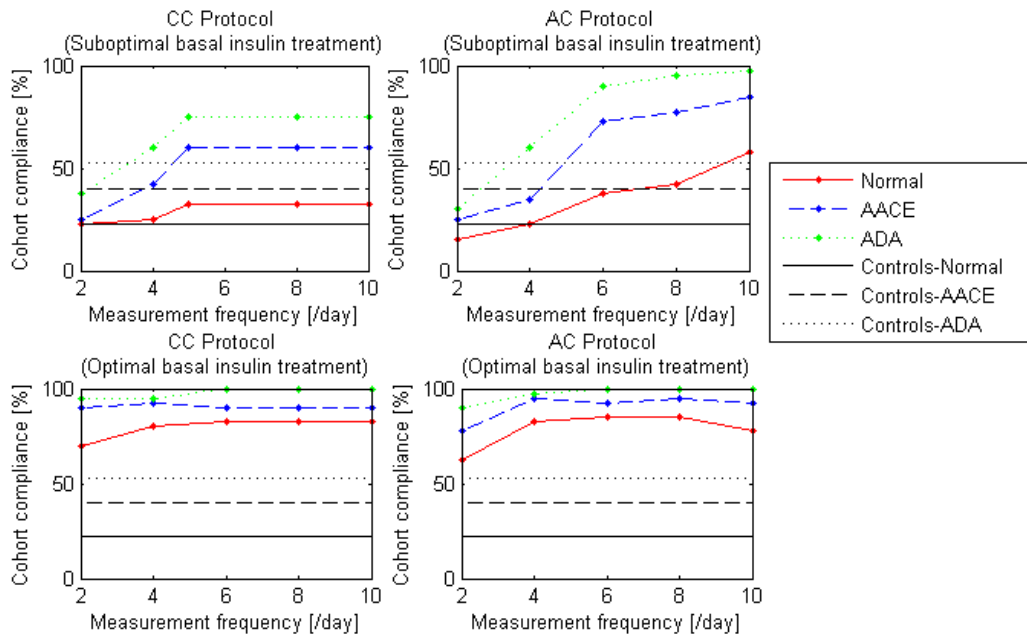 CC Protocol
(Suboptimal basal insulin treatment)
100
50
0
Cohort compliance [%]
2 4 6 8 10
Measurement frequency [/day]
AC Protocol
(Suboptimal basal insulin treatment)
100
50
0
Cohort compliance [%]
2 4 6 8 10
Measurement frequency [/day]
Normal
AACE
ADA
Controls-Normal
Controls-AACE
Controls-ADA
CC Protocol
(Optimal basal insulin treatment)
100
50
0
Cohort compliance [%]
2 4 6 8 10
Measurement frequency [/day]
AC Protocol
(Optimal basal insulin treatment)
100
50
0
Cohort compliance [%]
2 4 6 8 10
Measurement frequency [/day]